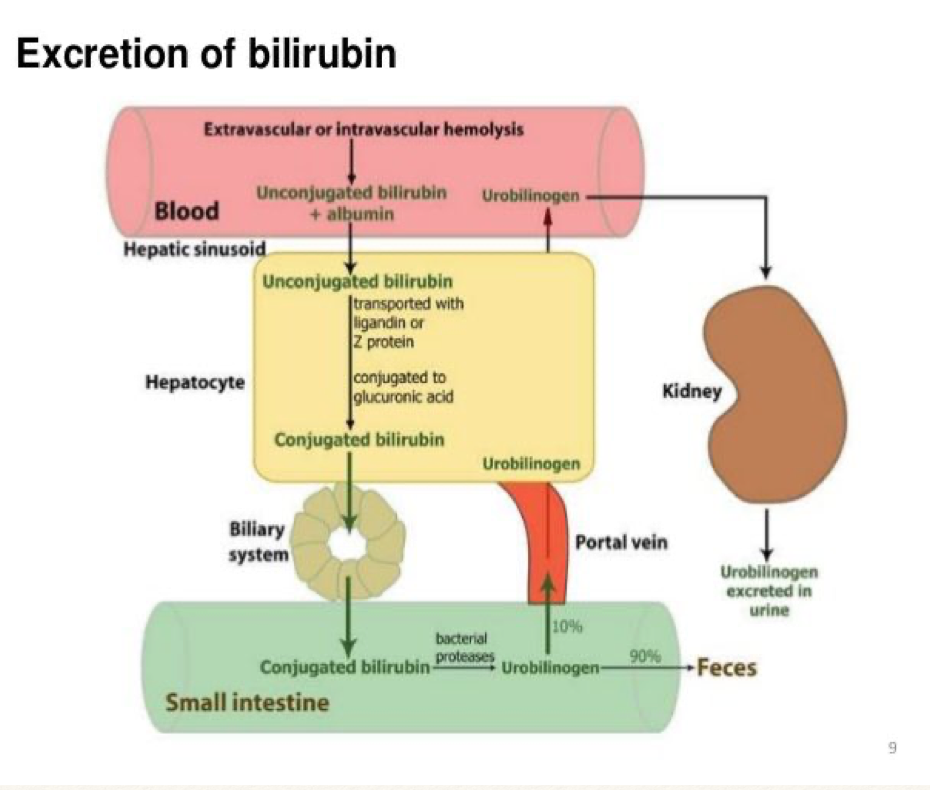 Excretion of bilirubin
Extravascular or intravascular hemolysis
Unconjugated bilirubin
+ albumin
Urobilinogen
Blood
Hepatic sinusoid
Unconjugated bilirubin
transported with
ligandin or
Z protein
conjugated to
glucuronic acid
Hepatocyte
Kidney
Conjugated bilirubin
Urobilinogen
Biliary
system
Portal vein
Urobilinogen
excreted in
urine
10%
bacterial
proteases
Conjugated bilirubin
Urobilinogen
90%
Feces
Small intestine
9